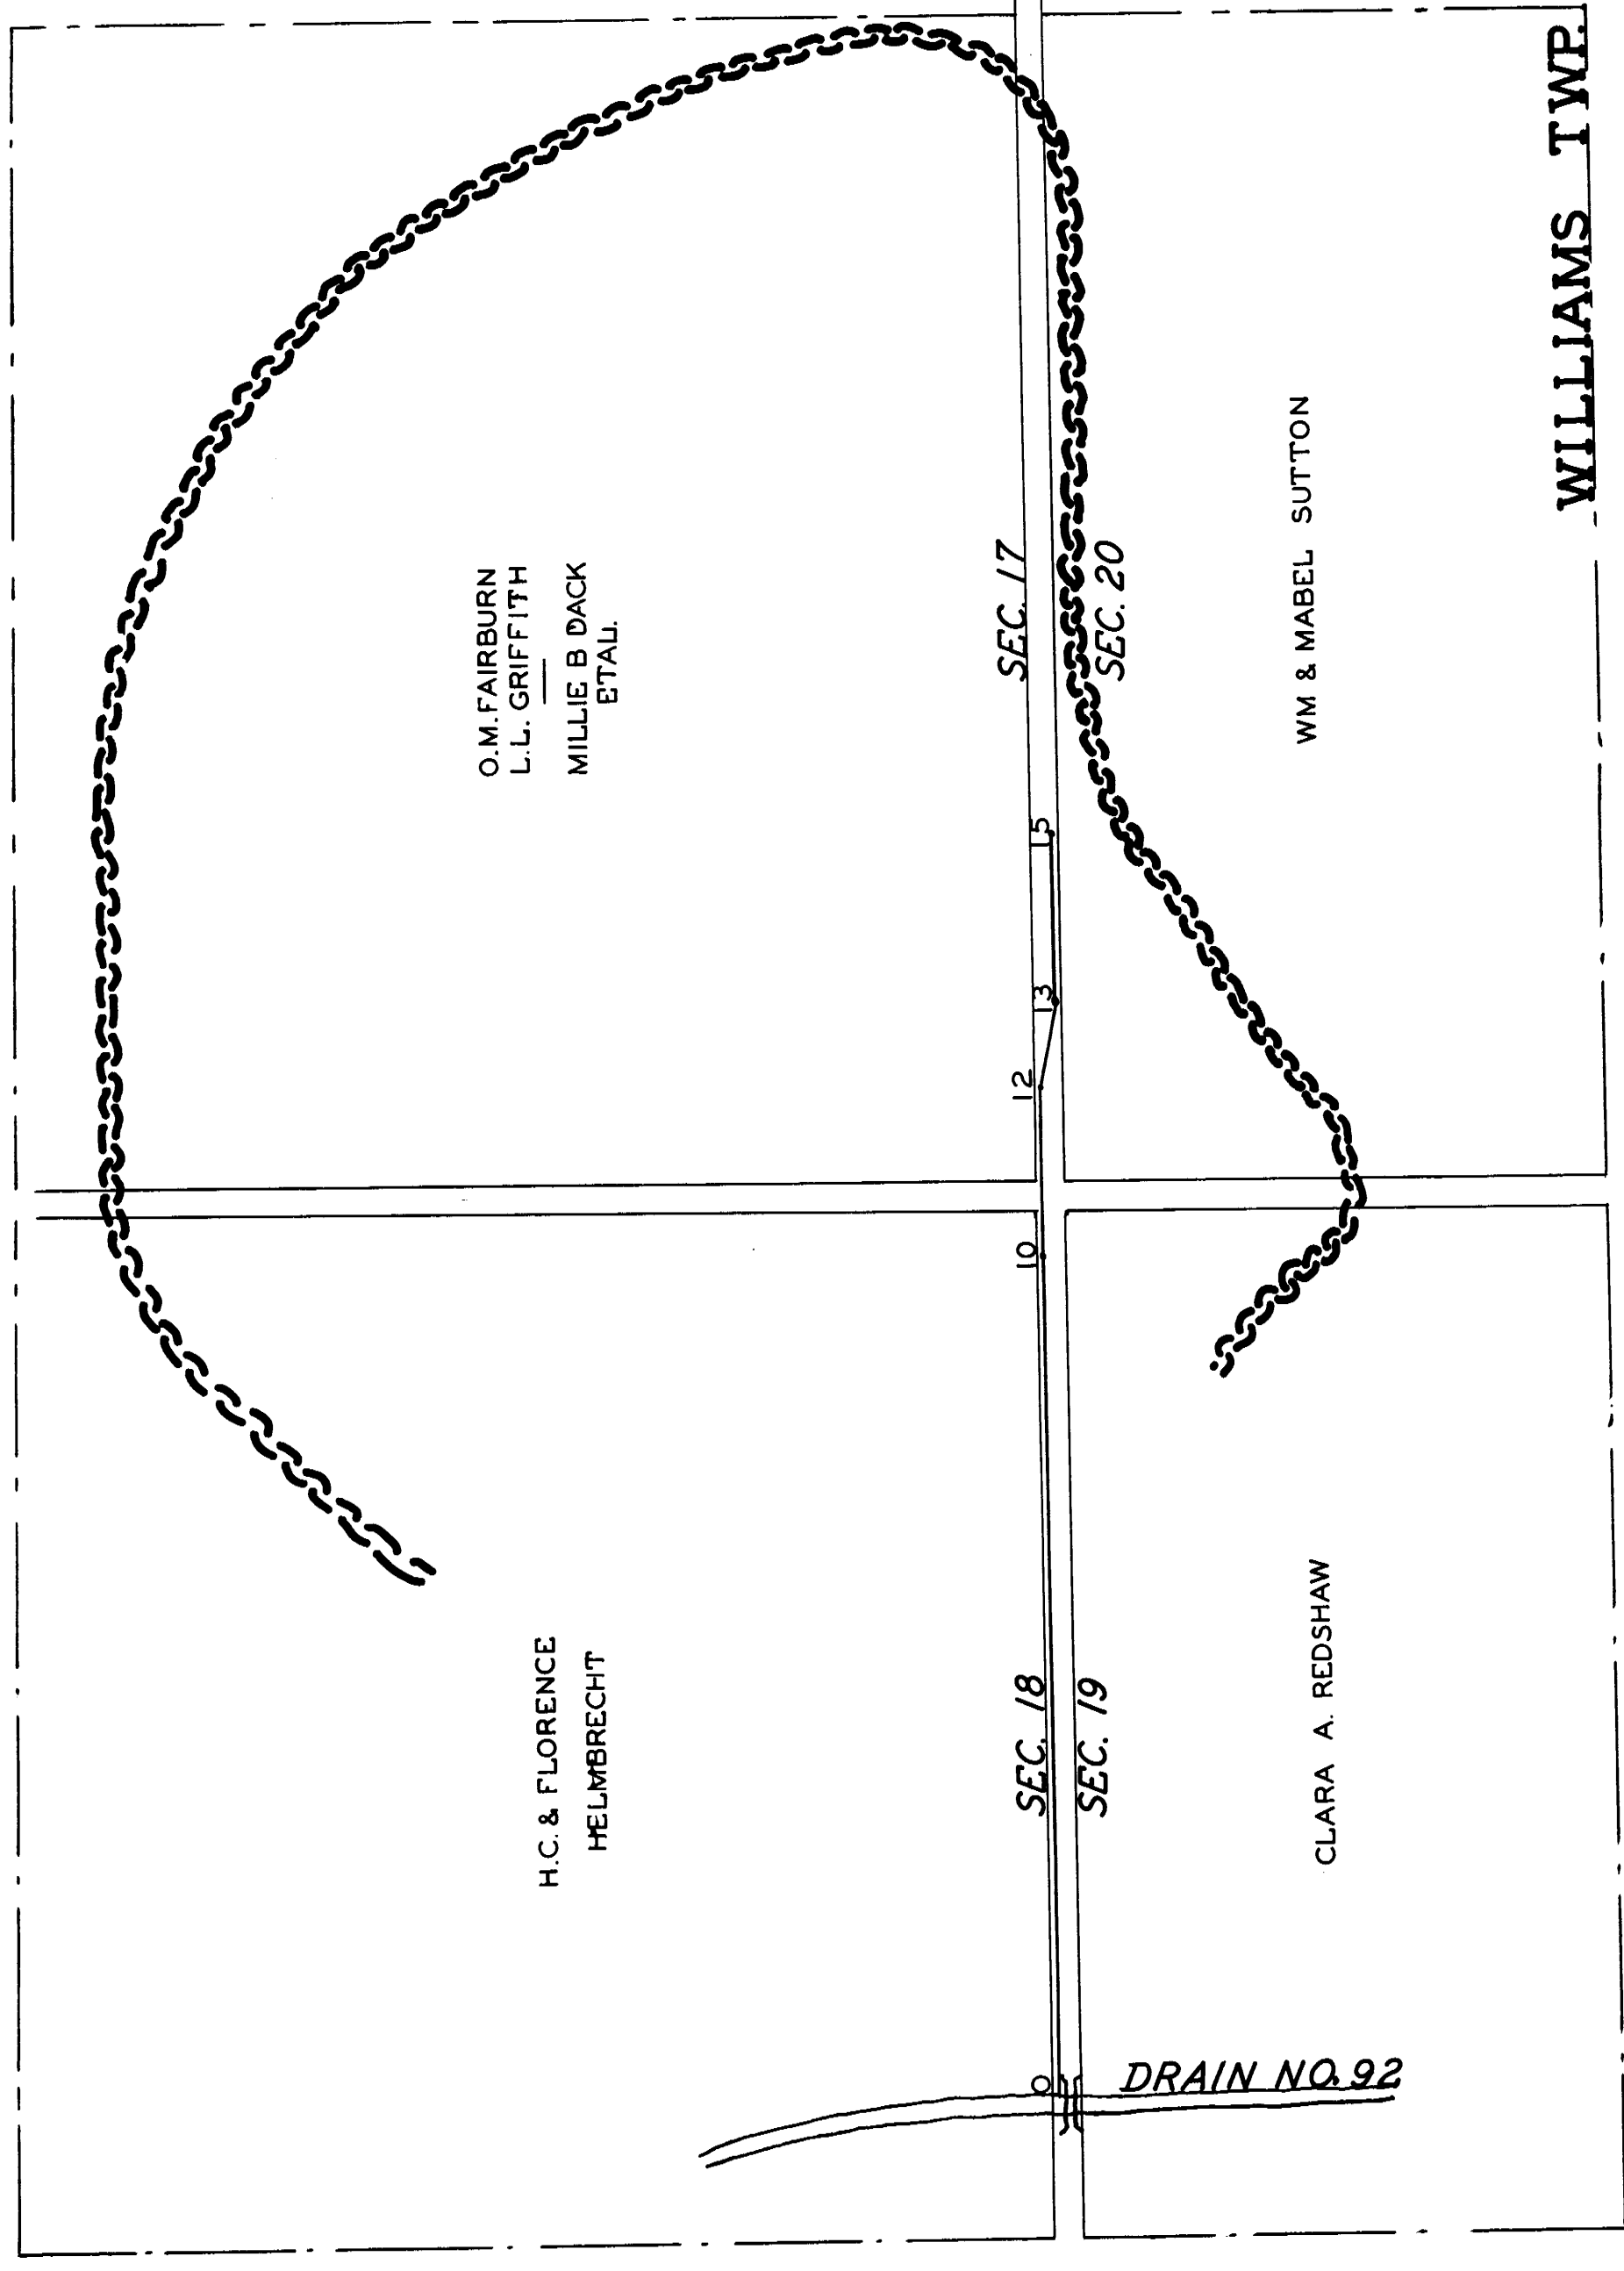 O.M. FAIRBURN
L.L. GRIFFITH
MILLIE B DACK
ETAL.
H.C. & FLORENCE
HELMBRECHT
SEC. 18
SEC. 17
0
10
12
13
15
SEC. 19
SEC. 20
DRAIN NO. 92
CLARA A. REDSHAW
WM & MABEL SUTTON
WILLIAMS TWP.